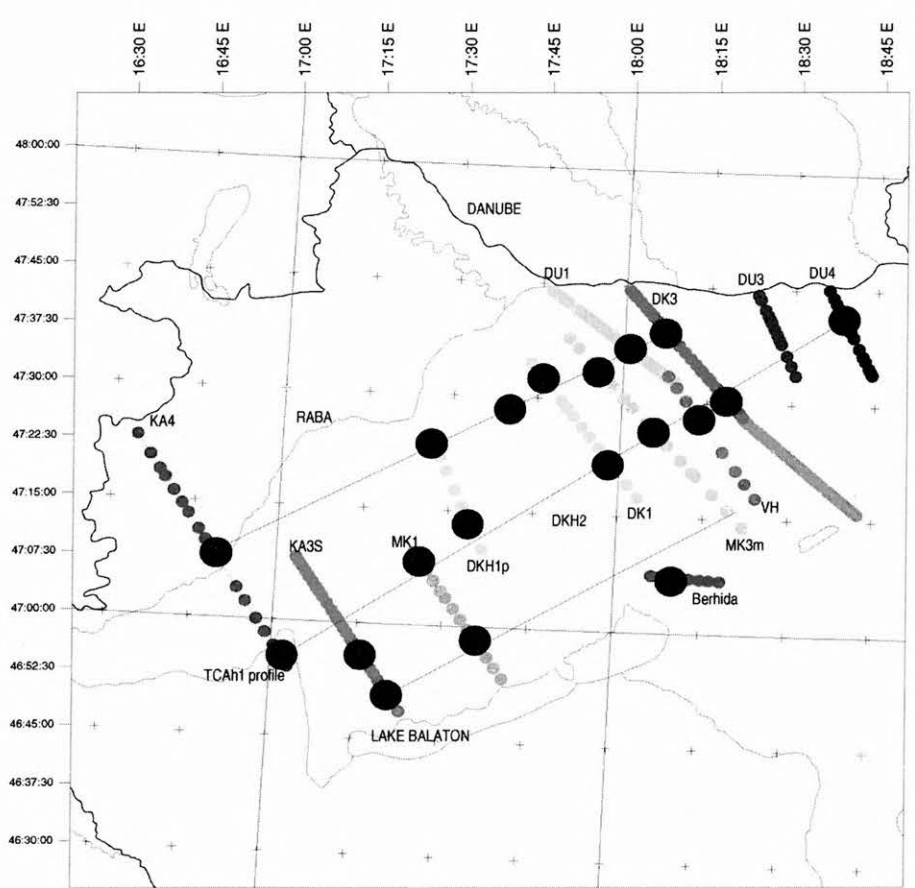 16:30 E
16:45 E
17:00 E
17:15 E
17:30 E
17:45 E
18:00 E
18:15 E
18:30 E
18:45 E
48:00:00
47:52:30
47:45:00
47:37:30
47:30:00
47:22:30
47:15:00
47:07:30
47:00:00
46:52:30
46:45:00
46:37:30
46:30:00
DANUBE
DU1
DK3
DU3
DU4
RABA
KA4
KA3S
MK1
DKH1p
DKH2
DK1
VH
MK3m
Berhida
TCAh1 profile
LAKE BALATON